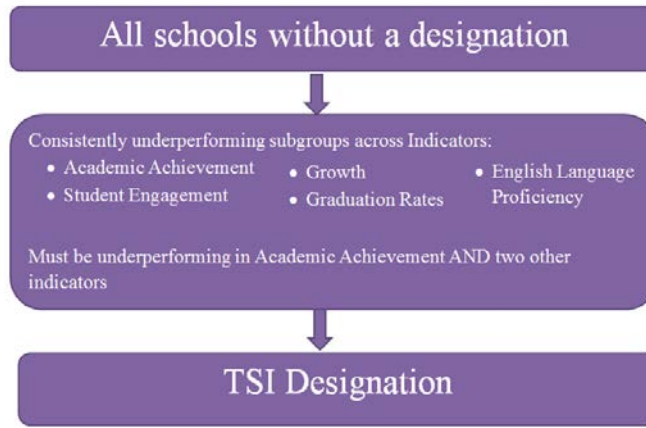 All schools without a designation
Consistently underperforming subgroups across Indicators:
• Academic Achievement
• Student Engagement
• Growth
• Graduation Rates
• English Language
Proficiency
Must be underperforming in Academic Achievement AND two other
indicators
TSI Designation